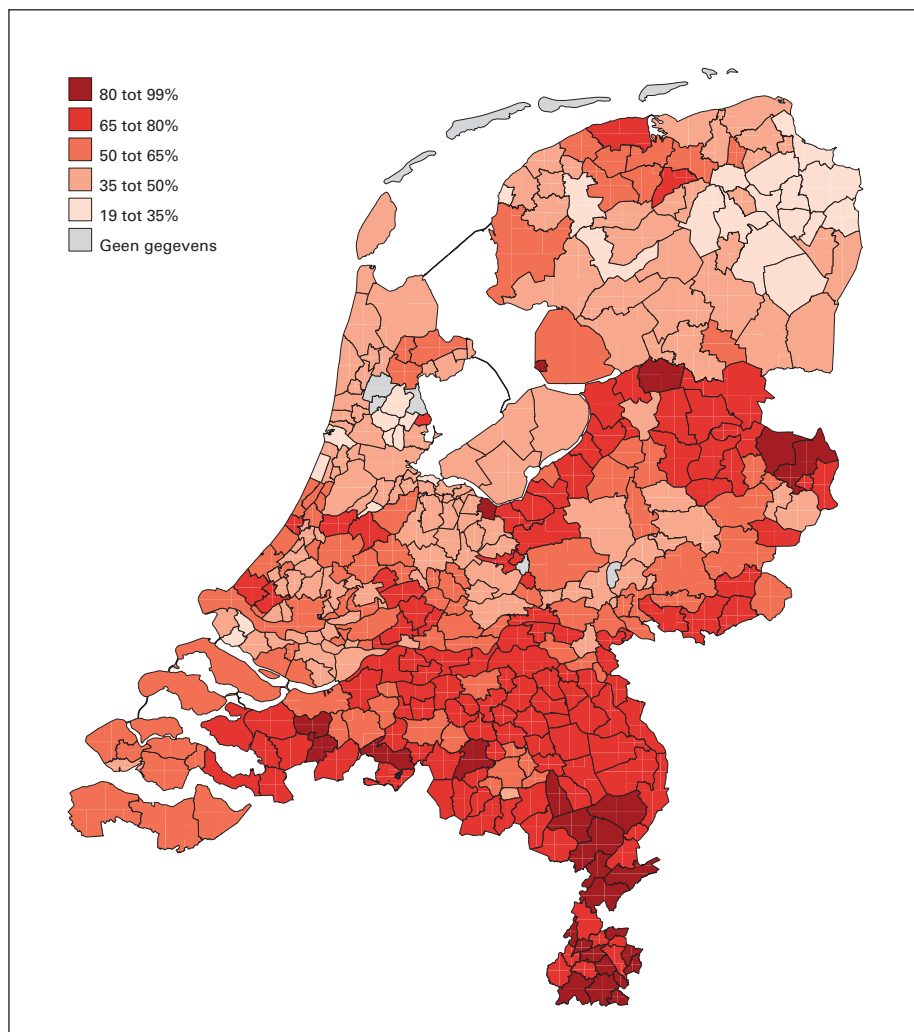 80 tot 99%
65 tot 80%
50 tot 65%
35 tot 50%
19 tot 35%
Geen gegevens